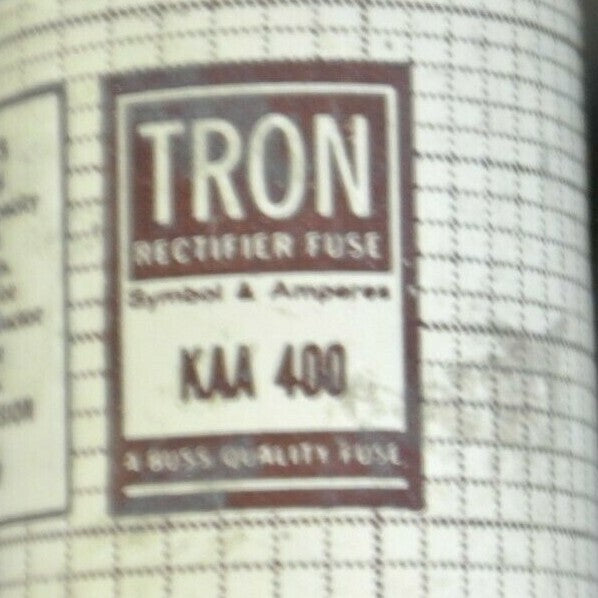 TRON
RECTIFIER FUSE
Symbol & Amperes
KAA 400
A BUSS QUALITY FUSE